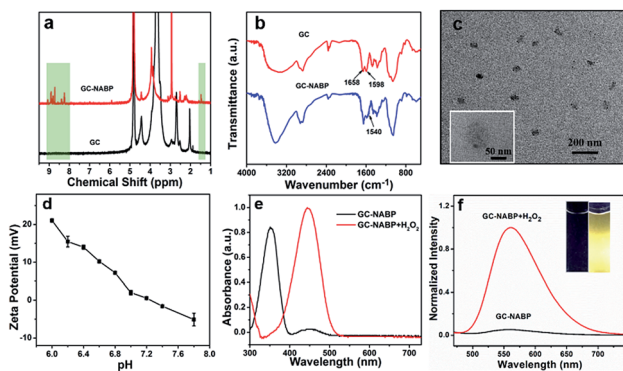 a
GC-NABP
GC
9 8 7 6 5 4 3 2 1
Chemical Shift (ppm)
b
Transmittance (a.u.)
GC
1658 1598
GC-NABP
1540
4000 3200 2400 1600 800
Wavenumber (cm⁻¹)
c
50 nm
200 nm
d
Zeta Potential (mV)
20
10
0
-10
6.0 6.3 6.6 6.9 7.2 7.5 7.8 8.0
pH
e
Absorbance (a.u.)
GC-NABP
GC-NABP+H₂O₂
1.0
0.8
0.6
0.4
0.2
0.0
300 400 500 600 700
Wavelength (nm)
f
Normalized Intensity
1.2
0.8
0.4
0.0
GC-NABP+H₂O₂
GC-NABP
500 550 600 650 700 750
Wavelength (nm)